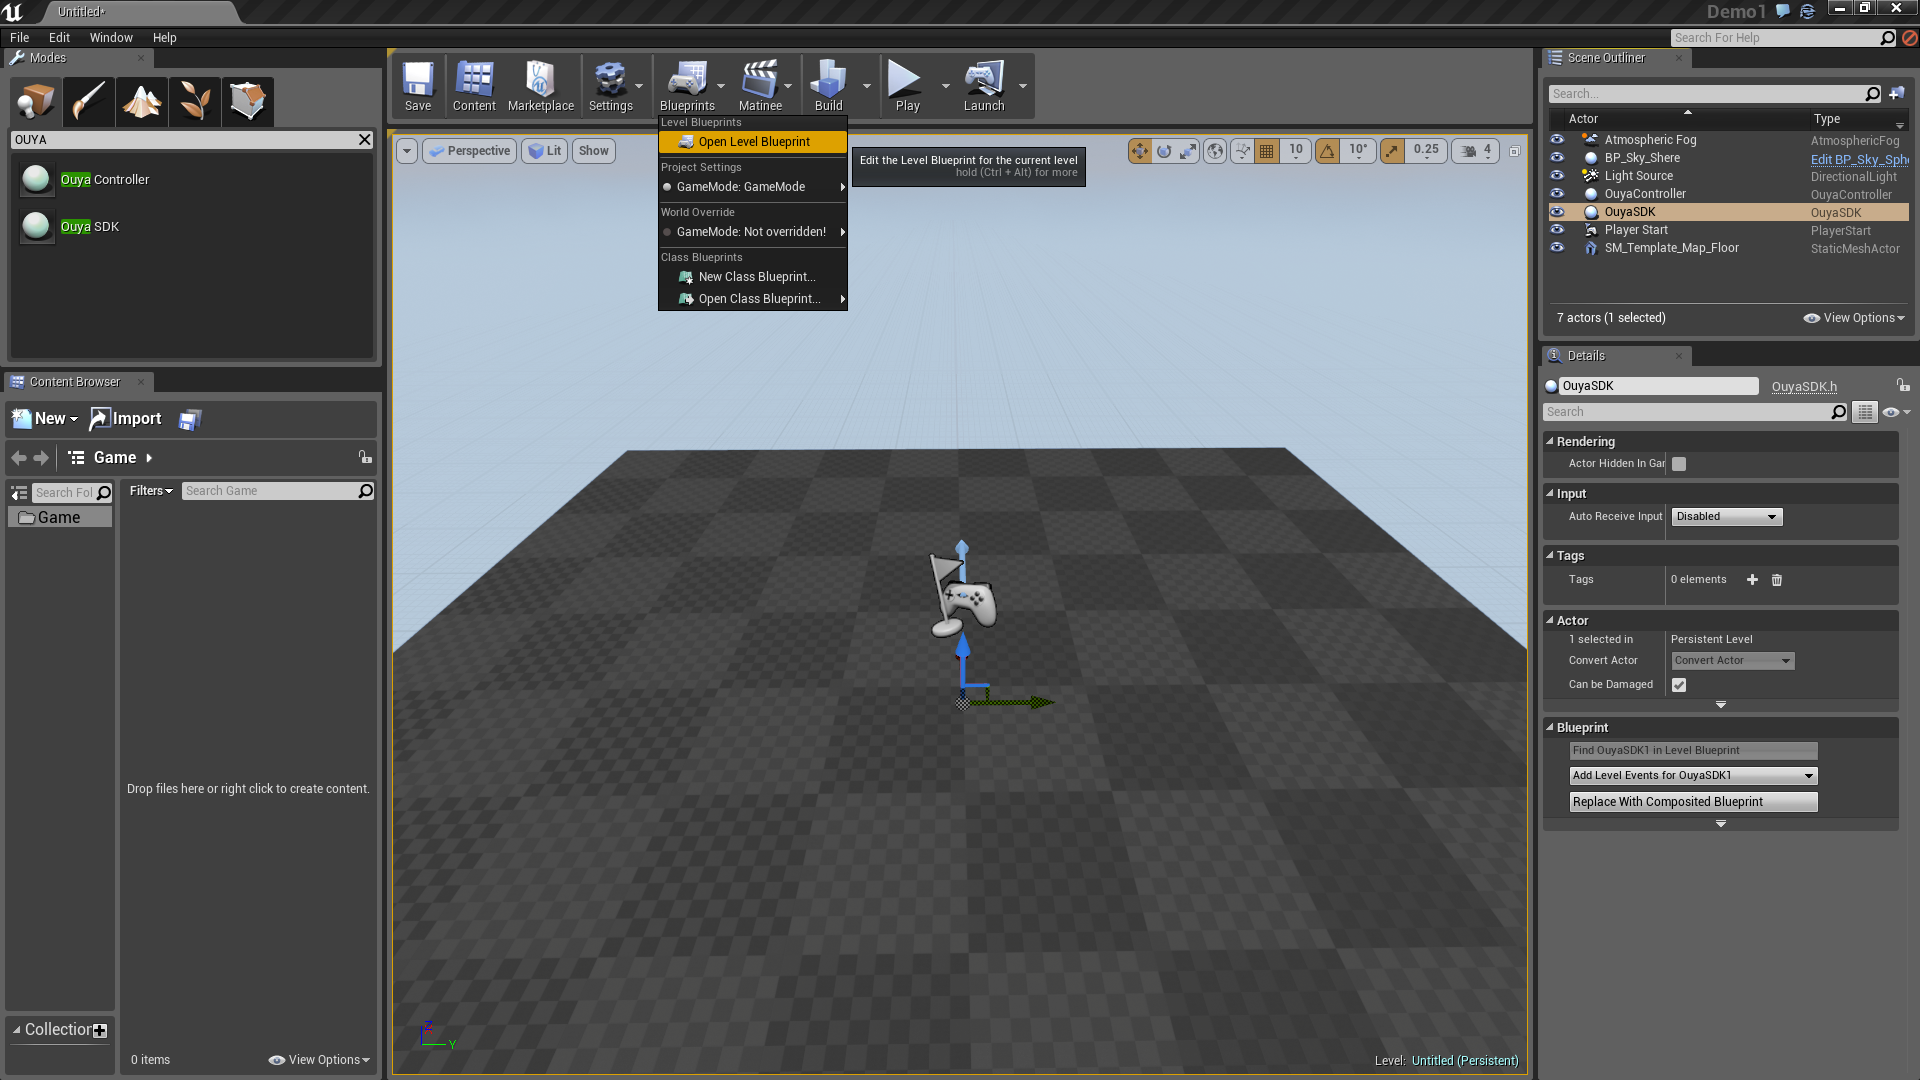 Untitled*
Demo1
File Edit Window Help
Search For Help
Modes
OUYA
Ouya Controller
Ouya SDK
Save
Content
Marketplace
Settings
Blueprints
Matinee
Build
Play
Launch
Perspective
Lit
Show
10
10°
0.25
4
Level Blueprints
Open Level Blueprint
Project Settings
GameMode: GameMode
World Override
GameMode: Not overridden!
Class Blueprints
New Class Blueprint...
Open Class Blueprint...
Edit the Level Blueprint for the current level
hold (Ctrl + Alt) for more
Z
Y
Level: Untitled (Persistent)
Content Browser
New
Import
Game
Search Fol
Game
Filters
Search Game
Drop files here or right click to create content.
Collection
0 items
View Options
Scene Outliner
Search...
Actor Type
Atmospheric Fog AtmosphericFog
BP_Sky_Shere Edit BP_Sky_Sph
Light Source DirectionalLight
OuyaController OuyaController
OuyaSDK OuyaSDK
Player Start PlayerStart
SM_Template_Map_Floor StaticMeshActor
7 actors (1 selected)
View Options
Details
OuyaSDK
OuyaSDK.h
Search
Rendering
Actor Hidden In Gar
Input
Auto Receive Input Disabled
Tags
Tags 0 elements
Actor
1 selected in Persistent Level
Convert Actor Convert Actor
Can be Damaged
Blueprint
Find OuyaSDK1 in Level Blueprint
Add Level Events for OuyaSDK1
Replace With Composited Blueprint